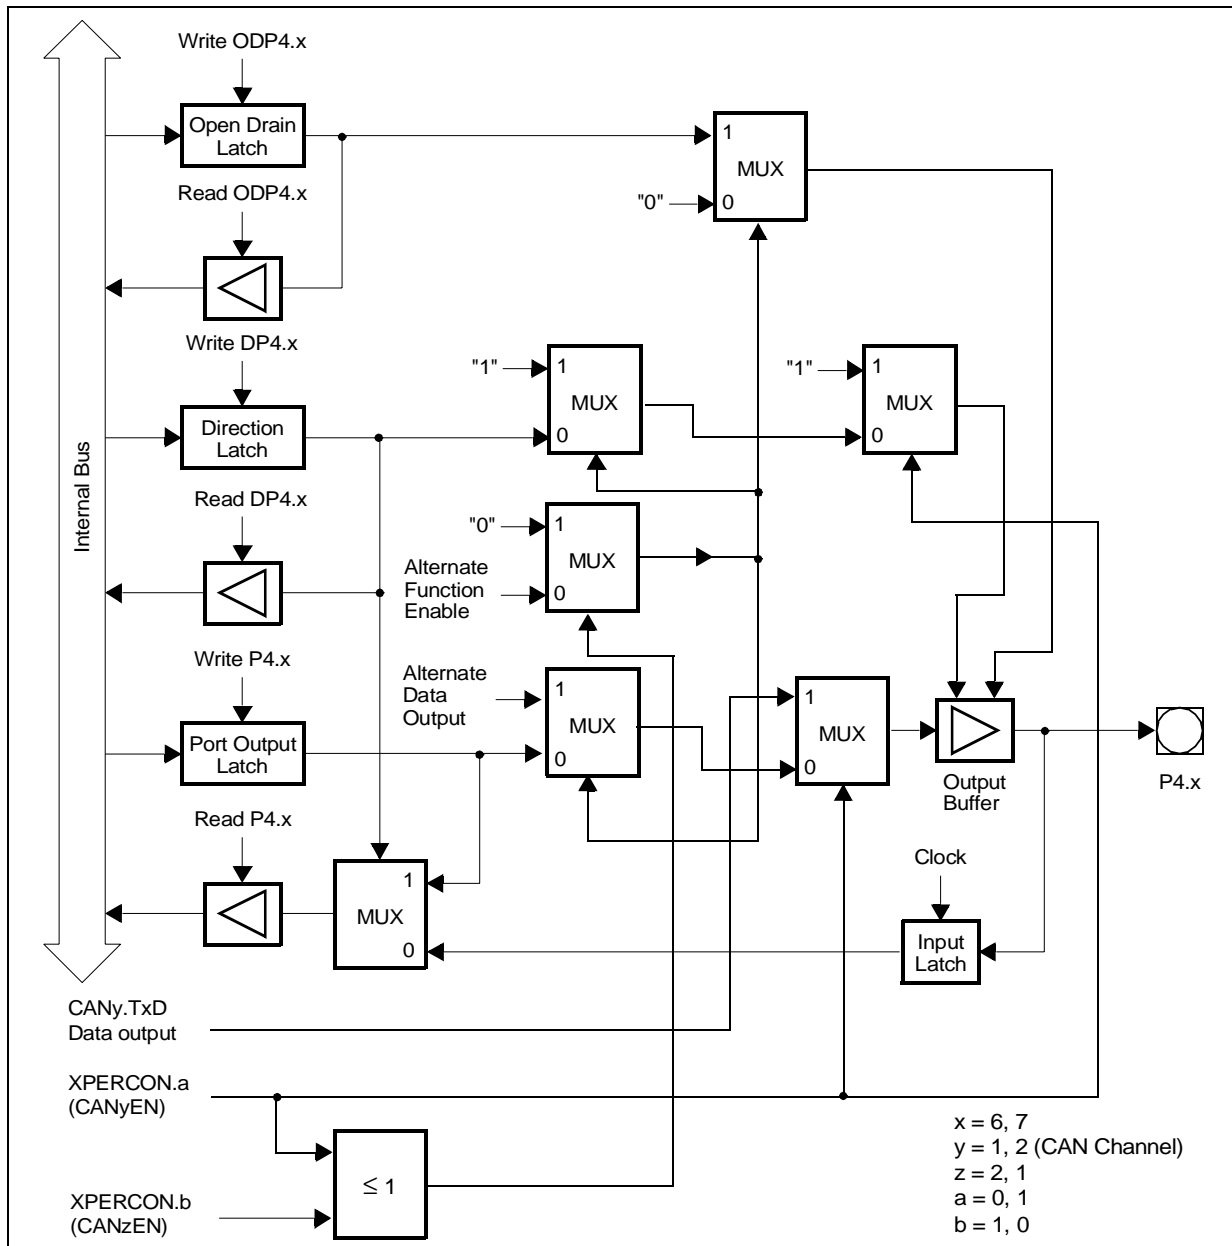 Write ODP4.x
Open Drain
Latch
1
MUX
"0"
0
Read ODP4.x
Write DP4.x
"1"
1
MUX
0
"1"
1
MUX
0
Direction
Latch
Internal Bus
Read DP4.x
"0"
1
MUX
Alternate
Function
Enable
0
Write P4.x
Alternate
Data
Output
1
MUX
0
1
MUX
0
Port Output
Latch
Output
Buffer
P4.x
Read P4.x
1
MUX
0
Clock
Input
Latch
CANy.TxD
Data output
XPERCON.a
(CANyEN)
≤ 1
XPERCON.b
(CANzEN)
x = 6, 7
y = 1, 2 (CAN Channel)
z = 2, 1
a = 0, 1
b = 1, 0